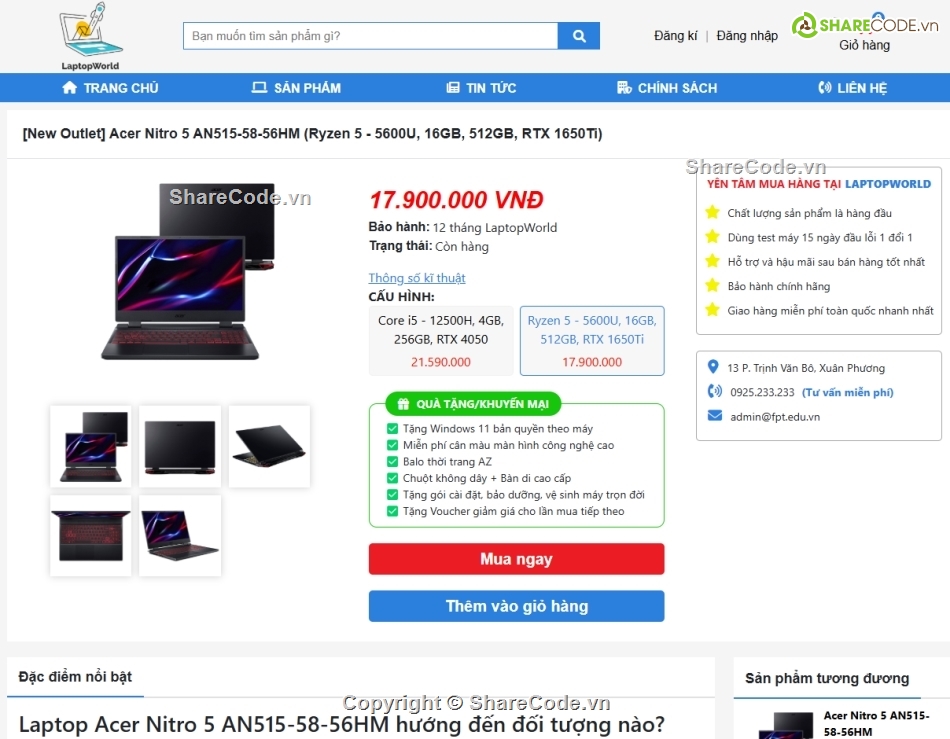 LaptopWorld
Bạn muốn tìm sản phẩm gì?
Đăng kí | Đăng nhập
SHARECODE.vn
Giỏ hàng
TRANG CHỦ
SẢN PHẨM
TIN TỨC
CHÍNH SÁCH
LIÊN HỆ
[New Outlet] Acer Nitro 5 AN515-58-56HM (Ryzen 5 - 5600U, 16GB, 512GB, RTX 1650Ti)
ShareCode.vn
17.900.000 VNĐ
Bảo hành: 12 tháng LaptopWorld
Trạng thái: Còn hàng
Thông số kĩ thuật
CẤU HÌNH:
Core i5 - 12500H, 4GB,
256GB, RTX 4050
21.590.000
Ryzen 5 - 5600U, 16GB,
512GB, RTX 1650Ti
17.900.000
QUÀ TẶNG/KHUYẾN MẠI
Tặng Windows 11 bản quyền theo máy
Miễn phí cân màu màn hình công nghệ cao
Balo thời trang AZ
Chuột không dây + Bàn di cao cấp
Tặng gói cài đặt, bảo dưỡng, vệ sinh máy trọn đời
Tặng Voucher giảm giá cho lần mua tiếp theo
Mua ngay
Thêm vào giỏ hàng
ShareCode.vn
YÊN TÂM MUA HÀNG TẠI LAPTOPWORLD
Chất lượng sản phẩm là hàng đầu
Dùng test máy 15 ngày đầu lỗi 1 đổi 1
Hỗ trợ và hậu mãi sau bán hàng tốt nhất
Bảo hành chính hãng
Giao hàng miễn phí toàn quốc nhanh nhất
13 P. Trịnh Văn Bô, Xuân Phương
0925.233.233 (Tư vấn miễn phí)
admin@fpt.edu.vn
Đặc điểm nổi bật
Copyright © ShareCode.vn
Laptop Acer Nitro 5 AN515-58-56HM hướng đến đối tượng nào?
Sản phẩm tương đương
Acer Nitro 5 AN515-
58-56HM